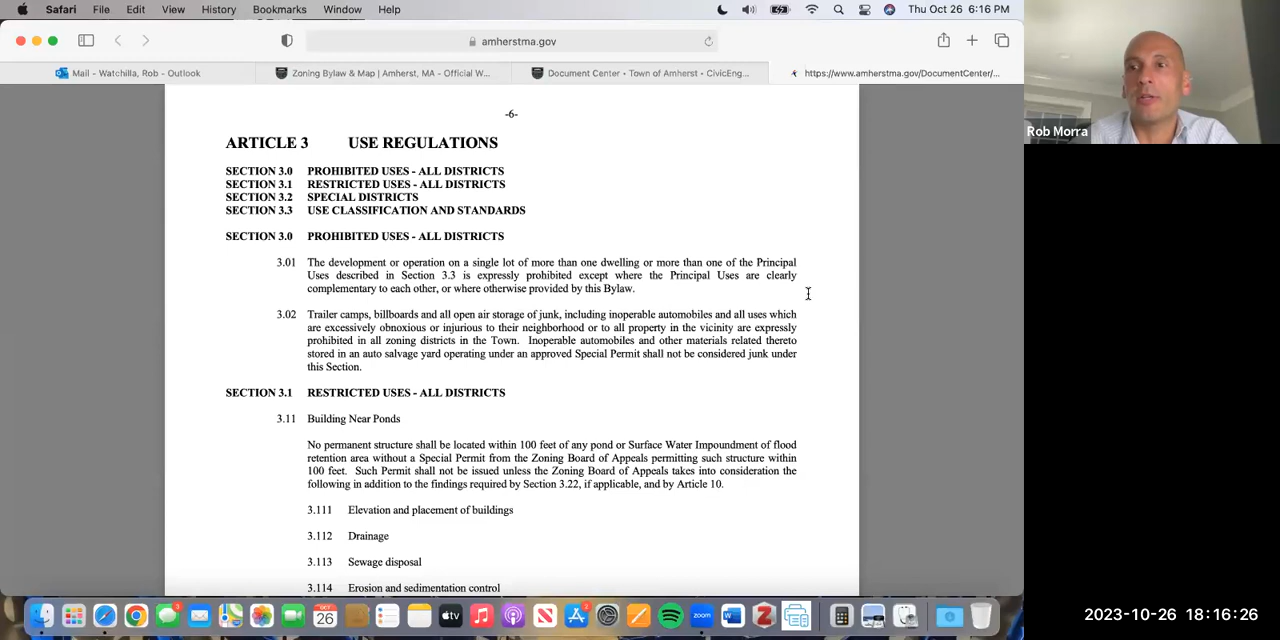 Safari File Edit View History Bookmarks Window Help Thu Oct 26 6:16 PM
amherstma.gov
Mail - Watchilla, Rob - Outlook
Zoning Bylaw & Map | Amherst, MA - Official W...
Document Center • Town of Amherst • CivicEng...
https://www.amherstma.gov/DocumentCenter/...
-6-
ARTICLE 3 USE REGULATIONS
SECTION 3.0 PROHIBITED USES - ALL DISTRICTS
SECTION 3.1 RESTRICTED USES - ALL DISTRICTS
SECTION 3.2 SPECIAL DISTRICTS
SECTION 3.3 USE CLASSIFICATION AND STANDARDS
SECTION 3.0 PROHIBITED USES - ALL DISTRICTS
3.01 The development or operation on a single lot of more than one dwelling or more than one of the Principal
Uses described in Section 3.3 is expressly prohibited except where the Principal Uses are clearly
complementary to each other, or where otherwise provided by this Bylaw.
3.02 Trailer camps, billboards and all open air storage of junk, including inoperable automobiles and all uses which
are excessively obnoxious or injurious to their neighborhood or to all property in the vicinity are expressly
prohibited in all zoning districts in the Town. Inoperable automobiles and other materials related thereto
stored in an auto salvage yard operating under an approved Special Permit shall not be considered junk under
this Section.
SECTION 3.1 RESTRICTED USES - ALL DISTRICTS
3.11 Building Near Ponds
No permanent structure shall be located within 100 feet of any pond or Surface Water Impoundment of flood
retention area without a Special Permit from the Zoning Board of Appeals permitting such structure within
100 feet. Such Permit shall not be issued unless the Zoning Board of Appeals takes into consideration the
following in addition to the findings required by Section 3.22, if applicable, and by Article 10.
3.111 Elevation and placement of buildings
3.112 Drainage
3.113 Sewage disposal
3.114 Erosion and sedimentation control
Rob Morra
OCT
26
tv
zoom
2023-10-26 18:16:26